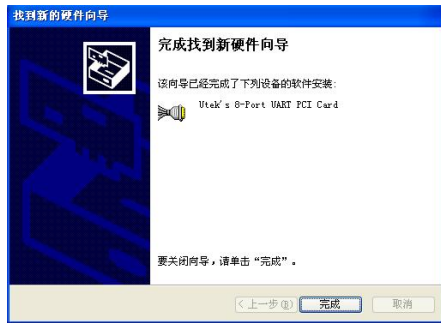 找到新的硬件向导
完成找到新硬件向导
该向导已经完成了下列设备的软件安装:
Utek's 8-Port UART PCI Card
要关闭向导，请单击“完成”。
<上一步(B) 完成 取消